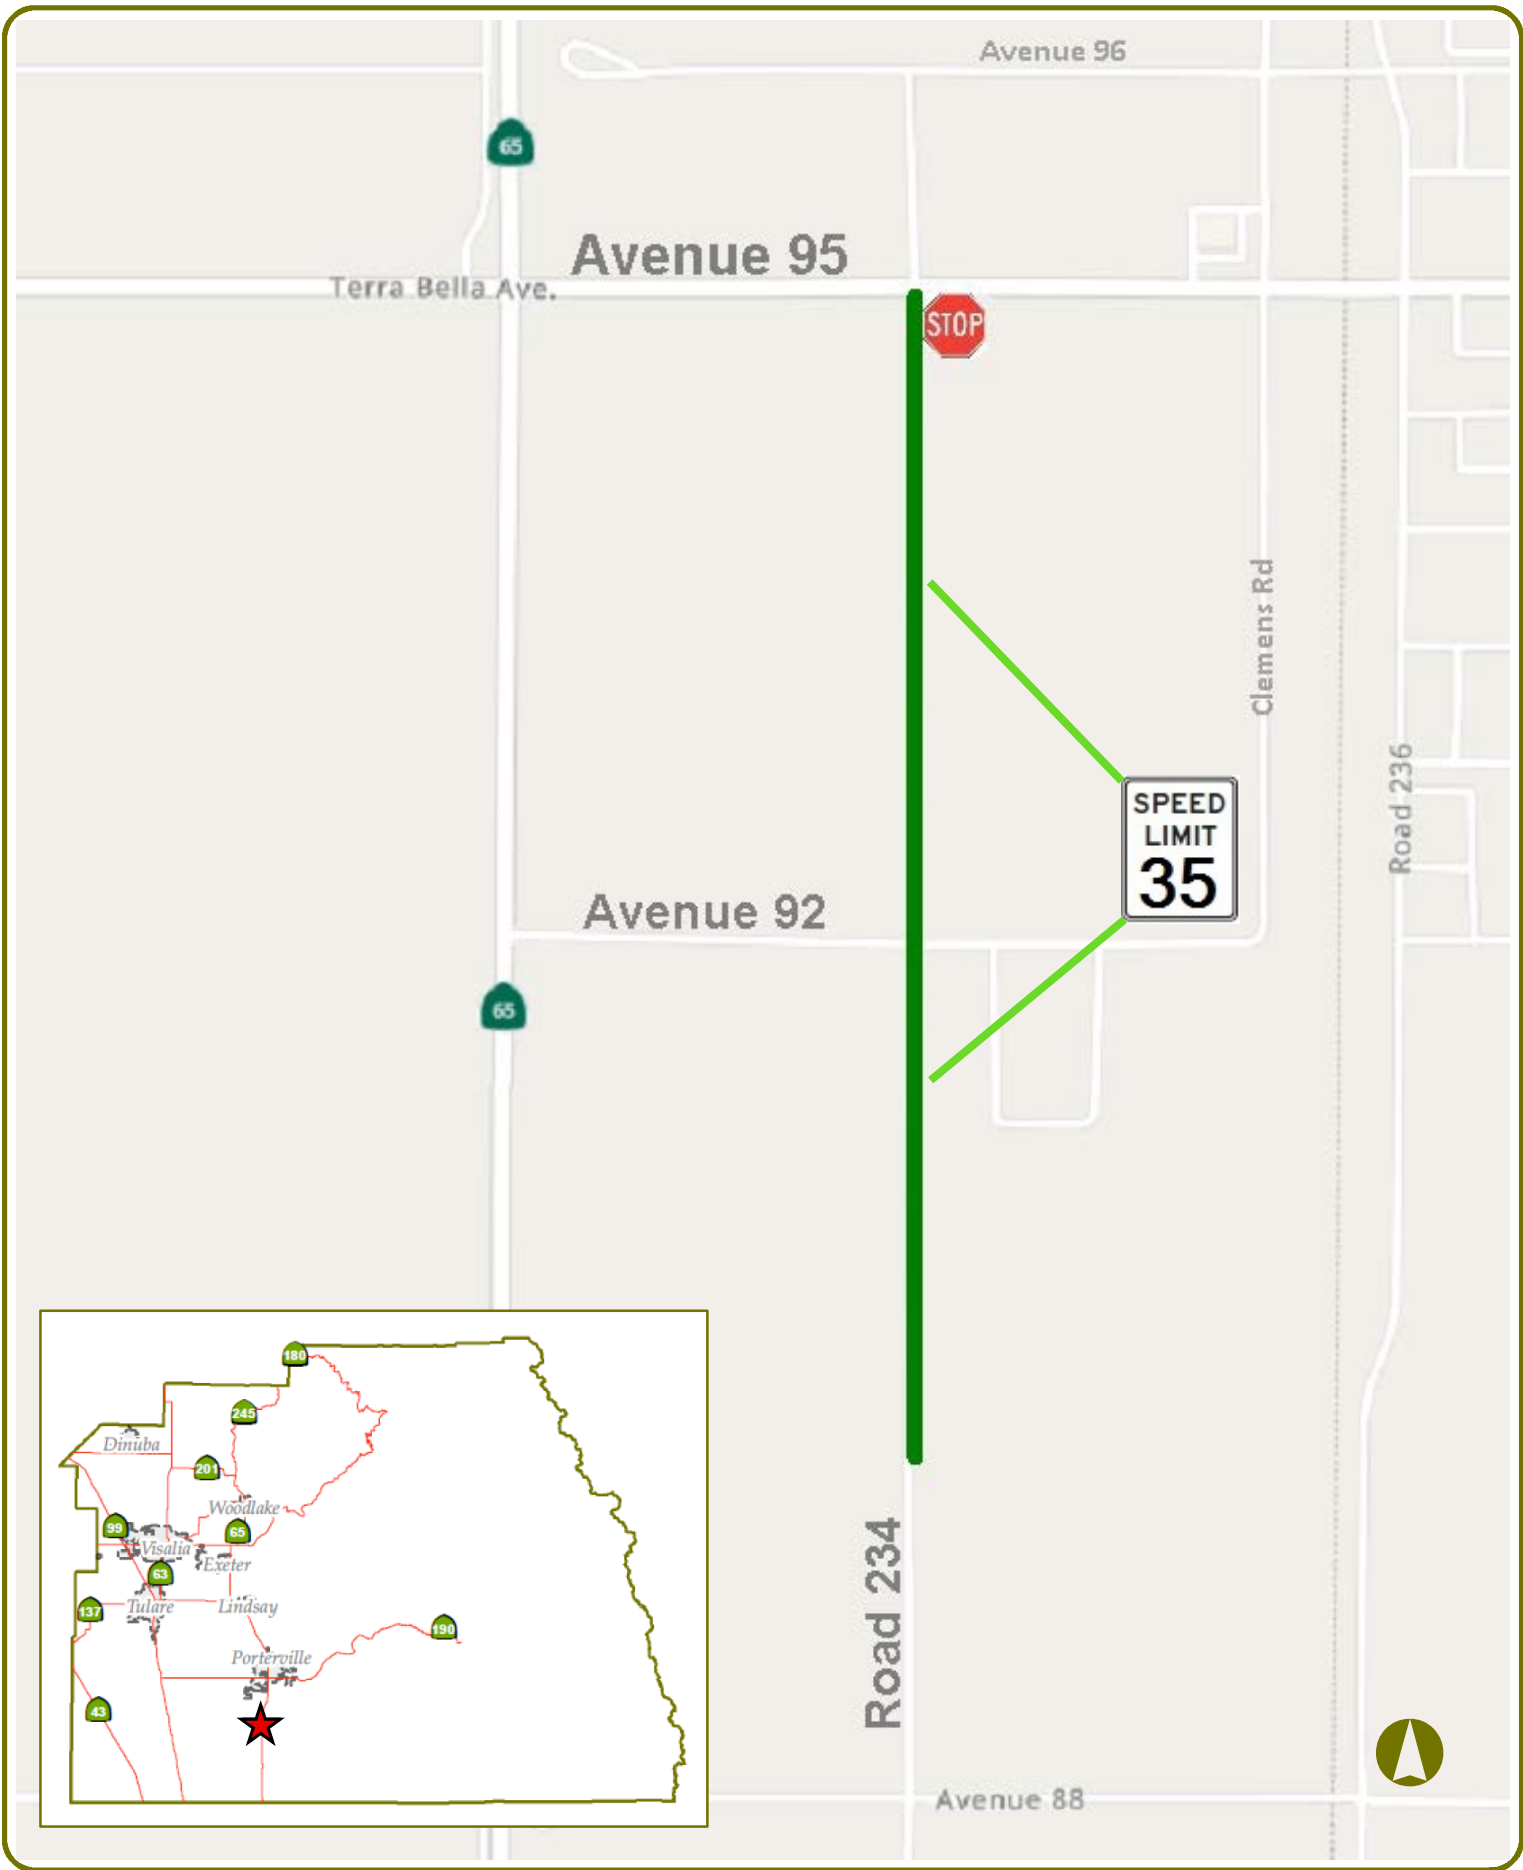 Avenue 96
65
Avenue 95
Terra Bella Ave.
STOP
Clemens Rd
Road 236
SPEED
LIMIT
35
Avenue 92
65
180
245
Dinuba
201
Woodlake
99
65
Visalia
Exeter
63
137
Tulare
Lindsay
190
Porterville
43
Road 234
Avenue 88